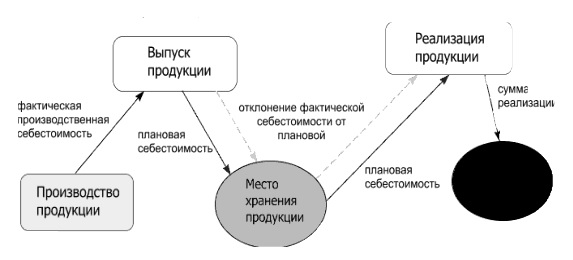 Выпуск
продукции
Реализация
продукции
фактическая
производственная
себестоимость
плановая
себестоимость
отклонение фактической
себестоимости от
плановой
сумма
реализации
Производство
продукции
Место
хранения
продукции
плановая
себестоимость